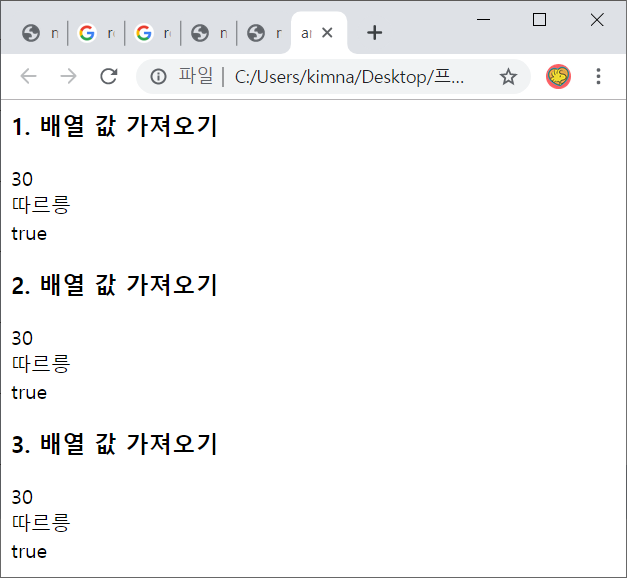 n
r
r
n
r
ar
파일 | C:/Users/kimna/Desktop/프...
1. 배열 값 가져오기
30
따르릉
true
2. 배열 값 가져오기
30
따르릉
true
3. 배열 값 가져오기
30
따르릉
true